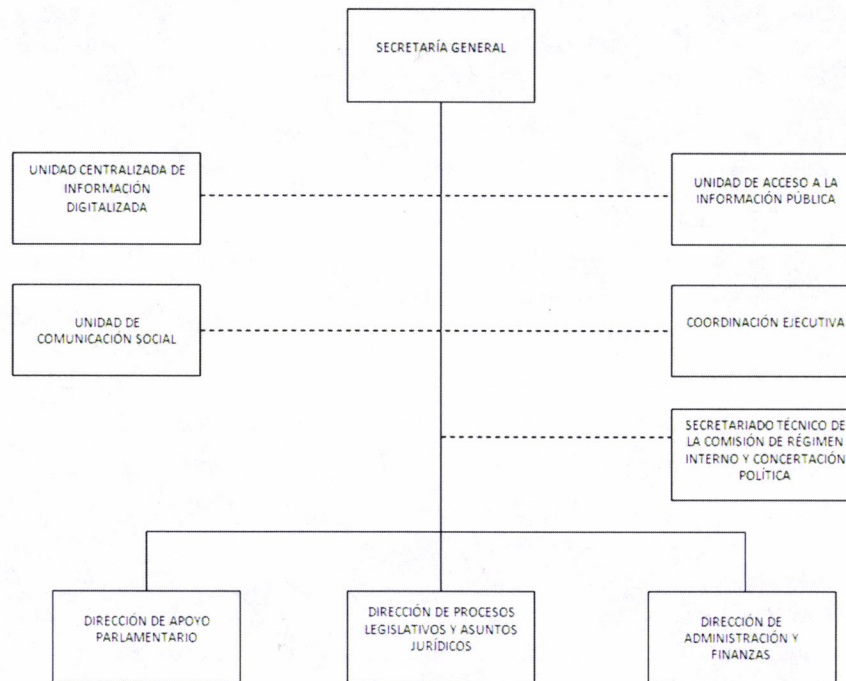 SECRETARÍA GENERAL
UNIDAD CENTRALIZADA DE
INFORMACIÓN
DIGITALIZADA
UNIDAD DE ACCESO A LA
INFORMACIÓN PÚBLICA
UNIDAD DE
COMUNICACIÓN SOCIAL
COORDINACIÓN EJECUTIVA
SECRETARIADO TÉCNICO DE
LA COMISIÓN DE RÉGIMEN
INTERNO Y CONCERTACIÓN
POLÍTICA
DIRECCIÓN DE APOYO
PARLAMENTARIO
DIRECCIÓN DE PROCESOS
LEGISLATIVOS Y ASUNTOS
JURÍDICOS
DIRECCIÓN DE
ADMINISTRACIÓN Y
FINANZAS